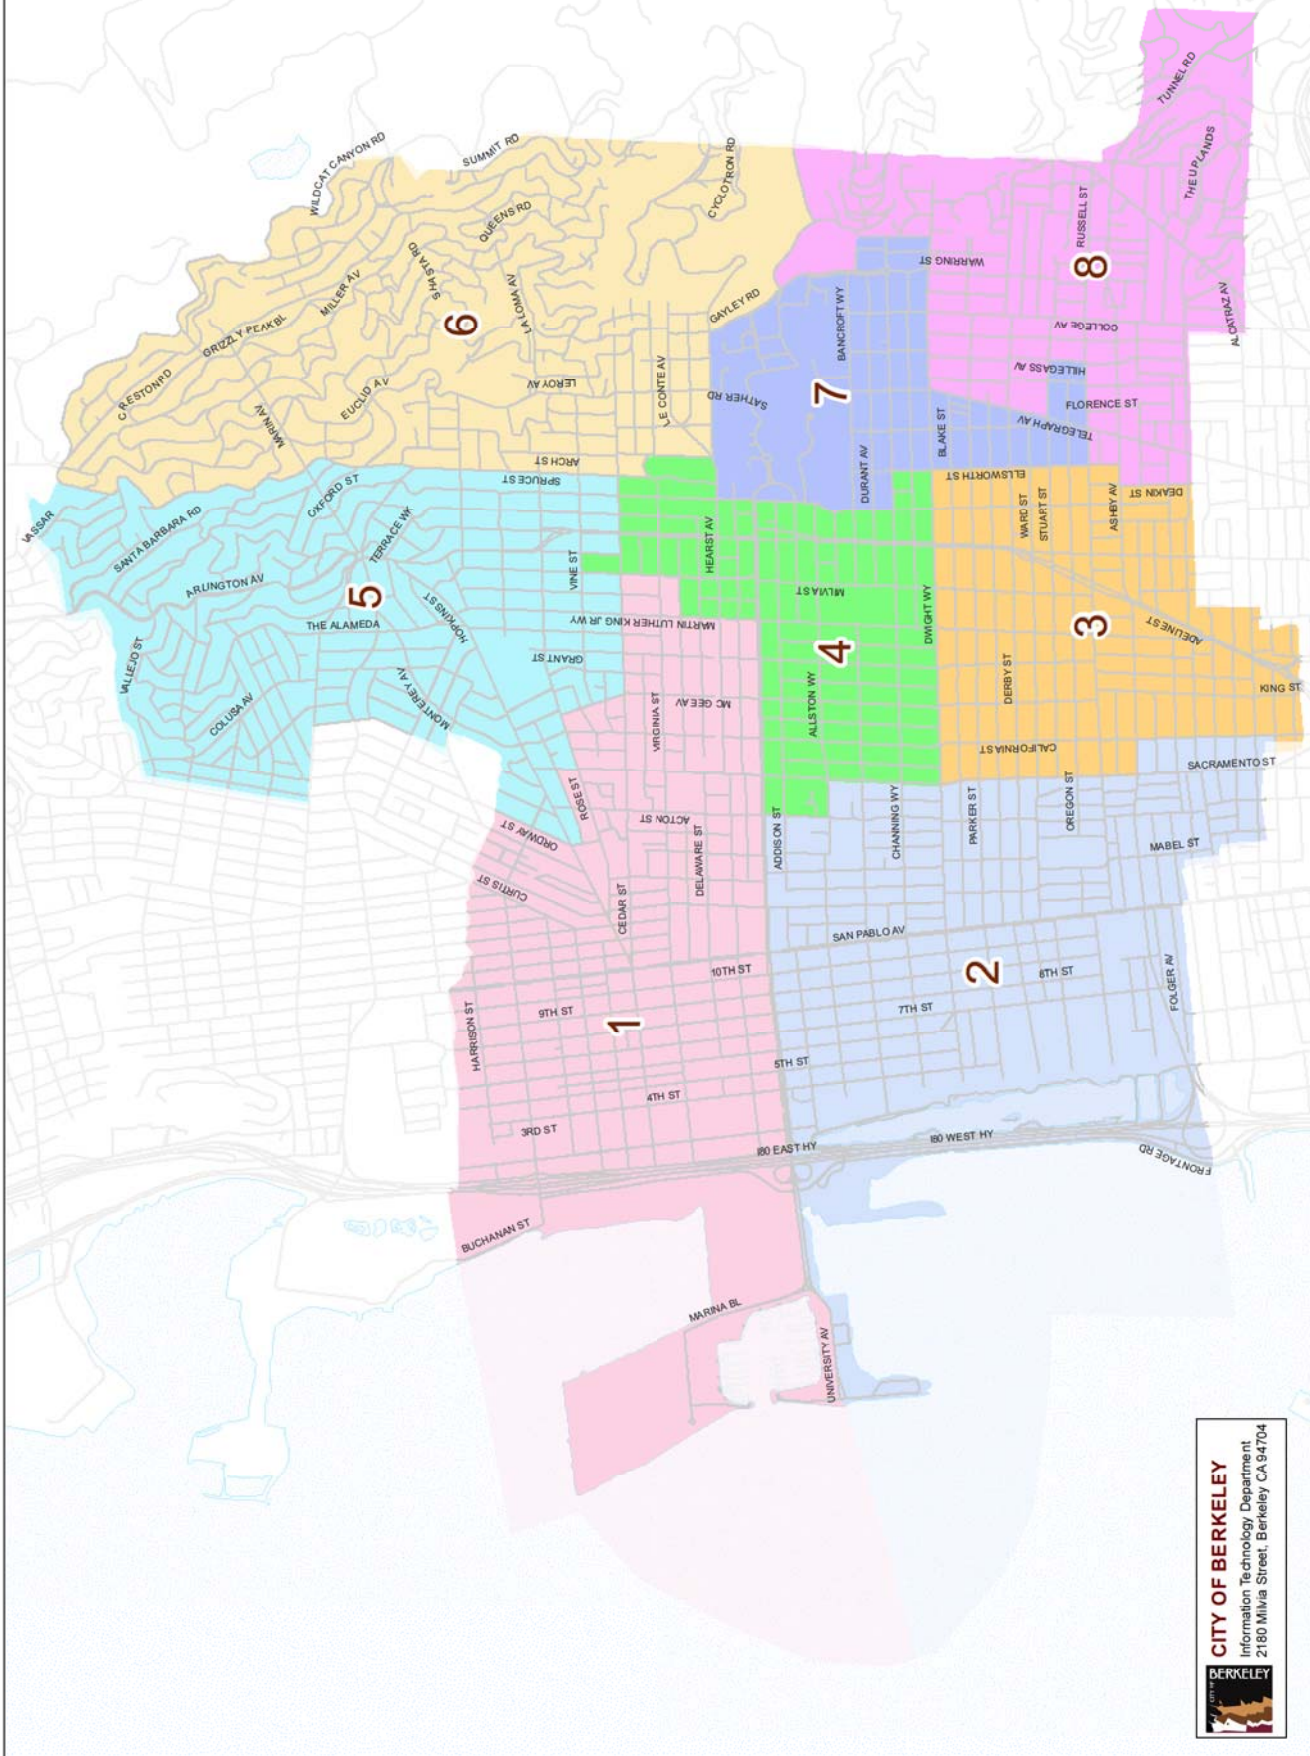 WILDCAT CANYON RD
SUMMIT RD
TUNNEL RD
THE UPLANDS
CYCLOTRON RD
QUEENS RD
SHASTA RD
LA LOMA AV
MILLER AV
GRIZZLY PEAK BL
CRESTON RD
MARIN AV
EUCLID AV
6
LEROY AV
LE CONTE AV
GAYLEY RD
ARCH ST
SPRUCE ST
WARRING ST
RUSSELL ST
8
COLLEGE AV
ALCATRAZ AV
HILLEGASS AV
FLORENCE ST
TELEGRAPH AV
BANCROFT WY
7
SATHER RD
DURANT AV
BLAKE ST
ELLSWORTH ST
DEAKIN ST
ASHBY AV
WARD ST
STUART ST
VASSAR
SANTA BARBARA RD
OXFORD ST
ARLINGTON AV
TERRACE WK
5
THE ALAMEDA
HOPKINS ST
VINE ST
HEARST AV
MILVIA ST
MARTIN LUTHER KING JR WY
GRANT ST
VALLEJO ST
COLUSA AV
MONTEREY AV
MC GEE AV
VIRGINIA ST
4
ALLSTON WY
DWIGHT WY
3
ADELINE ST
DERBY ST
KING ST
CALIFORNIA ST
SACRAMENTO ST
ROSE ST
ORDWAY ST
CURTIS ST
ACTON ST
CEDAR ST
DELAWARE ST
ADDISON ST
CHANNING WY
PARKER ST
OREGON ST
MABEL ST
SAN PABLO AV
10TH ST
9TH ST
HARRISON ST
1
2
8TH ST
7TH ST
FOLGER AV
5TH ST
4TH ST
3RD ST
I80 EAST HY
I80 WEST HY
FRONTAGE RD
BUCHANAN ST
MARINA BL
UNIVERSITY AV
CITY OF
BERKELEY
CITY OF BERKELEY
Information Technology Department
2180 Milvia Street, Berkeley CA 94704